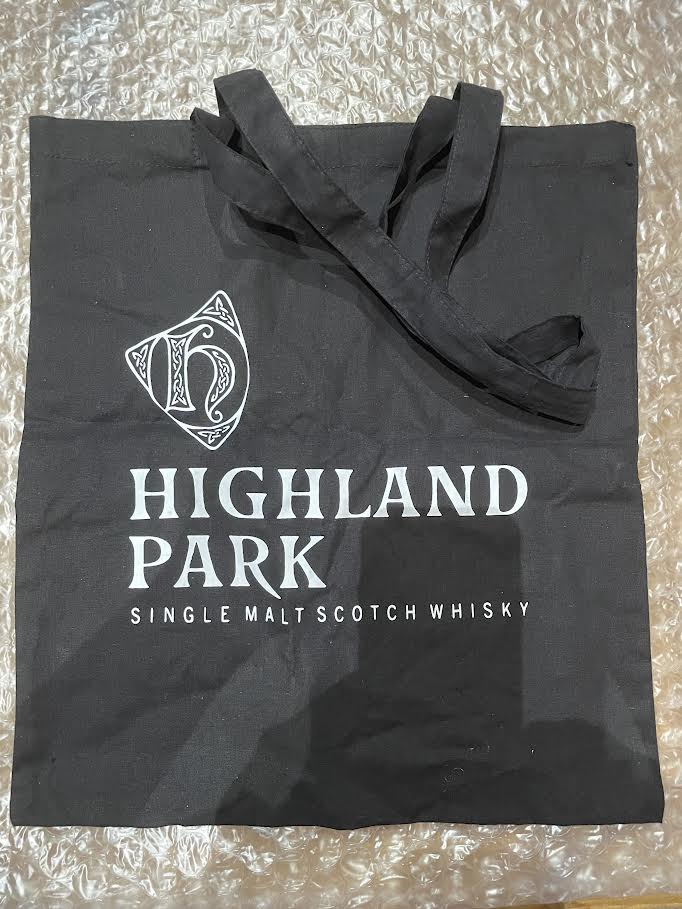 h
HIGHLAND
PARK
SINGLE MALT SCOTCH WHISKY